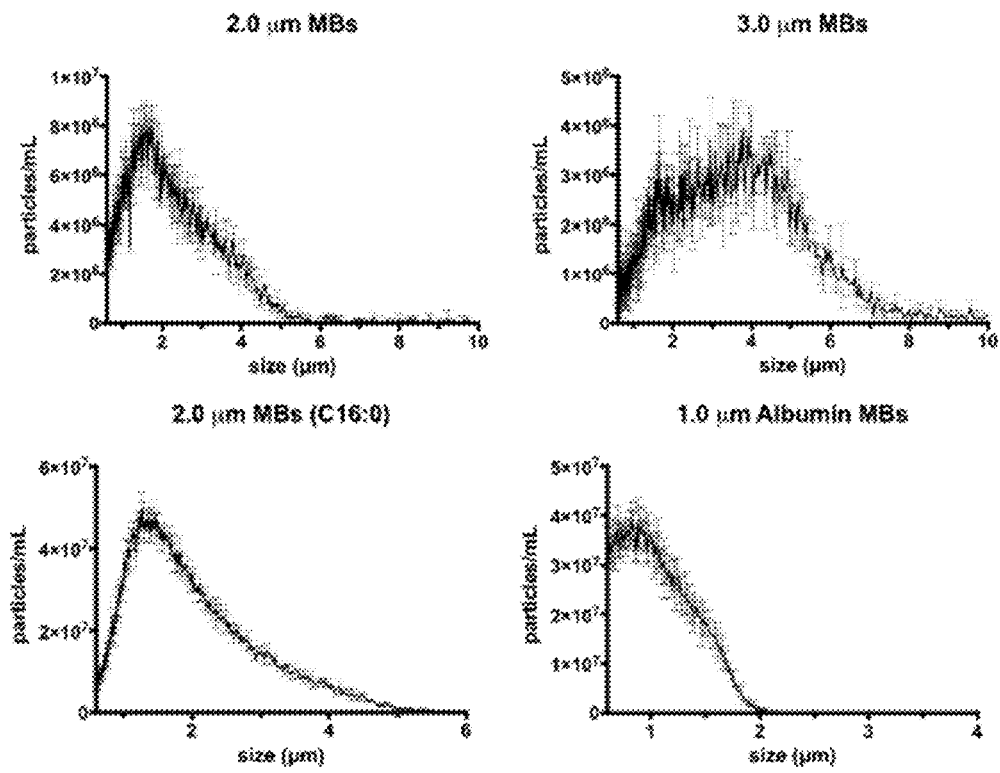 2.0 μm MBs
1×10⁷
8×10⁶
6×10⁶
4×10⁶
2×10⁶
0
2 4 6 8 10
particles/mL
size (μm)
3.0 μm MBs
4×10⁶
3×10⁶
2×10⁶
1×10⁶
0
2 4 6 8 10
particles/mL
size (μm)
2.0 μm MBs (C16:0)
6×10⁷
4×10⁷
2×10⁷
0
2 4 6
particles/mL
size (μm)
1.0 μm Albumin MBs
5×10⁷
4×10⁷
3×10⁷
2×10⁷
1×10⁷
0
1 2 3 4
particles/mL
size (μm)